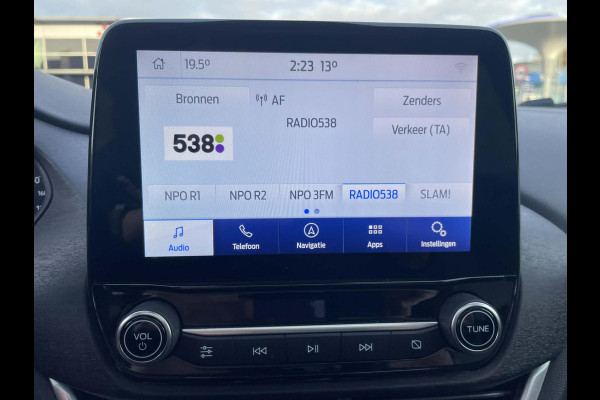 19.5° 2:23 13°
Bronnen AF Zenders
RADIO538
Verkeer (TA)
538
NPO R1 NPO R2 NPO 3FM RADIO538 SLAM!
Audio Telefoon Navigatie Apps Instellingen
VOL
TUNE